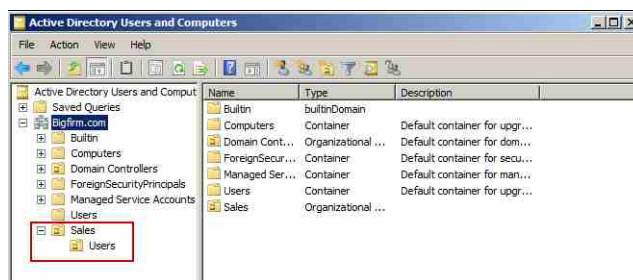 Active Directory Users and Computers
File Action View Help
Active Directory Users and Comput
Saved Queries
Bigfirm.com
Builtin
Computers
Domain Controllers
ForeignSecurityPrincipals
Managed Service Accounts
Users
Sales
Users
Name Type Description
Builtin builtinDomain
Computers Container Default container for upgr...
Domain Cont... Organizational ... Default container for dom...
ForeignSecur... Container Default container for secu...
Managed Ser... Container Default container for man...
Users Container Default container for upgr...
Sales Organizational ...